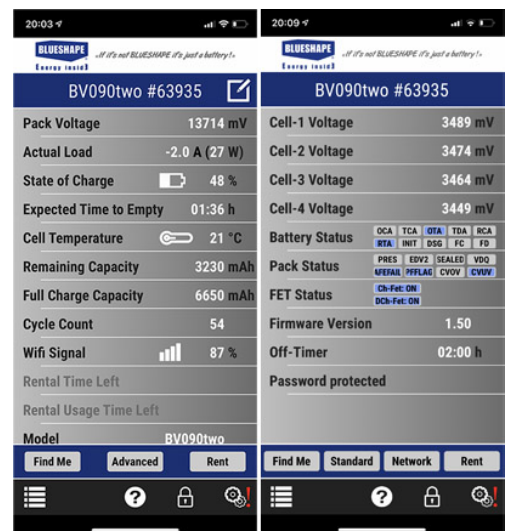 20:03
BLUESHAPE
..If it's not BLUESHAPE it's just a battery!..
Energy inside
BV090two #63935
Pack Voltage 13714 mV
Actual Load -2.0 A (27 W)
State of Charge 48 %
Expected Time to Empty 01:36 h
Cell Temperature 21 °C
Remaining Capacity 3230 mAh
Full Charge Capacity 6650 mAh
Cycle Count 54
Wifi Signal 87 %
Rental Time Left
Rental Usage Time Left
Model BV090two
Find Me Advanced Rent
?
!
20:09
BLUESHAPE
..If it's not BLUESHAPE it's just a battery!..
Energy inside
BV090two #63935
Cell-1 Voltage 3489 mV
Cell-2 Voltage 3474 mV
Cell-3 Voltage 3464 mV
Cell-4 Voltage 3449 mV
Battery Status OCA TCA OTA TDA RCA
RTA INIT DSG FC FD
Pack Status PRES EDV2 SEALED VDQ
AFEFAIL PFFLAG CVOV CVUV
FET Status Ch-Fet: ON
DCh-Fet: ON
Firmware Version 1.50
Off-Timer 02:00 h
Password protected
Find Me Standard Network Rent
?
!